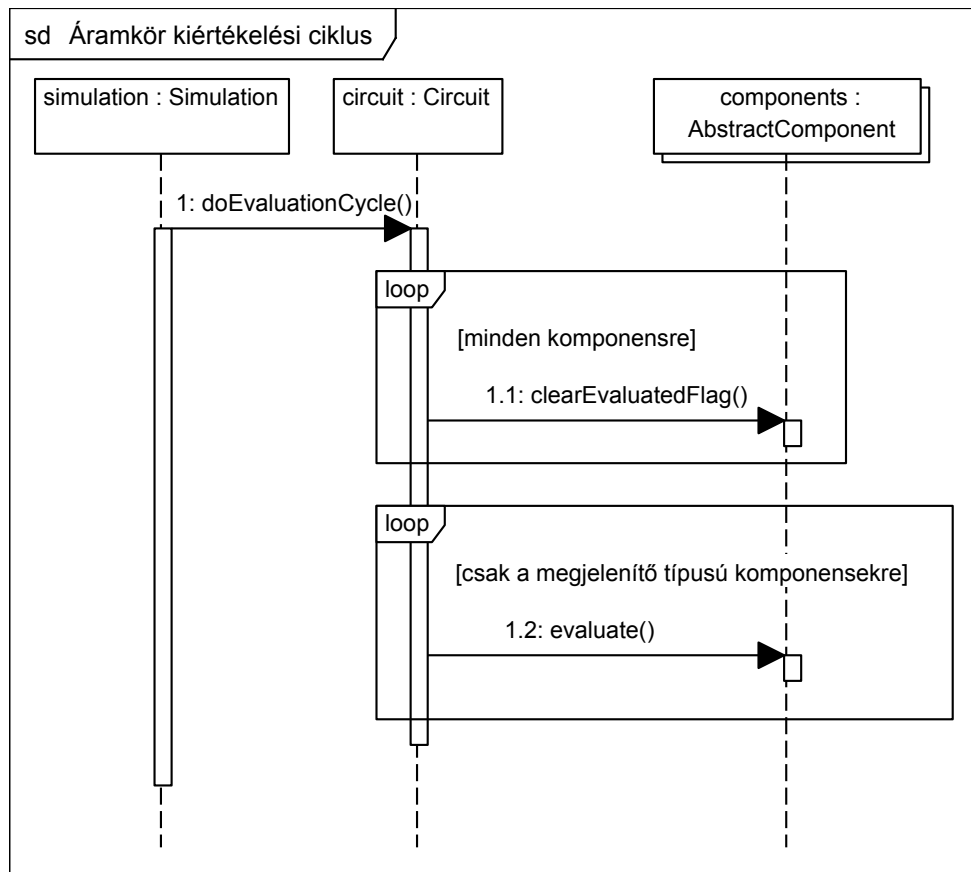 sd Áramkör kiértékelési ciklus
simulation : Simulation
circuit : Circuit
components :
AbstractComponent
1: doEvaluationCycle()
loop
[minden komponensre]
1.1: clearEvaluatedFlag()
loop
[csak a megjelenítő típusú komponensekre]
1.2: evaluate()